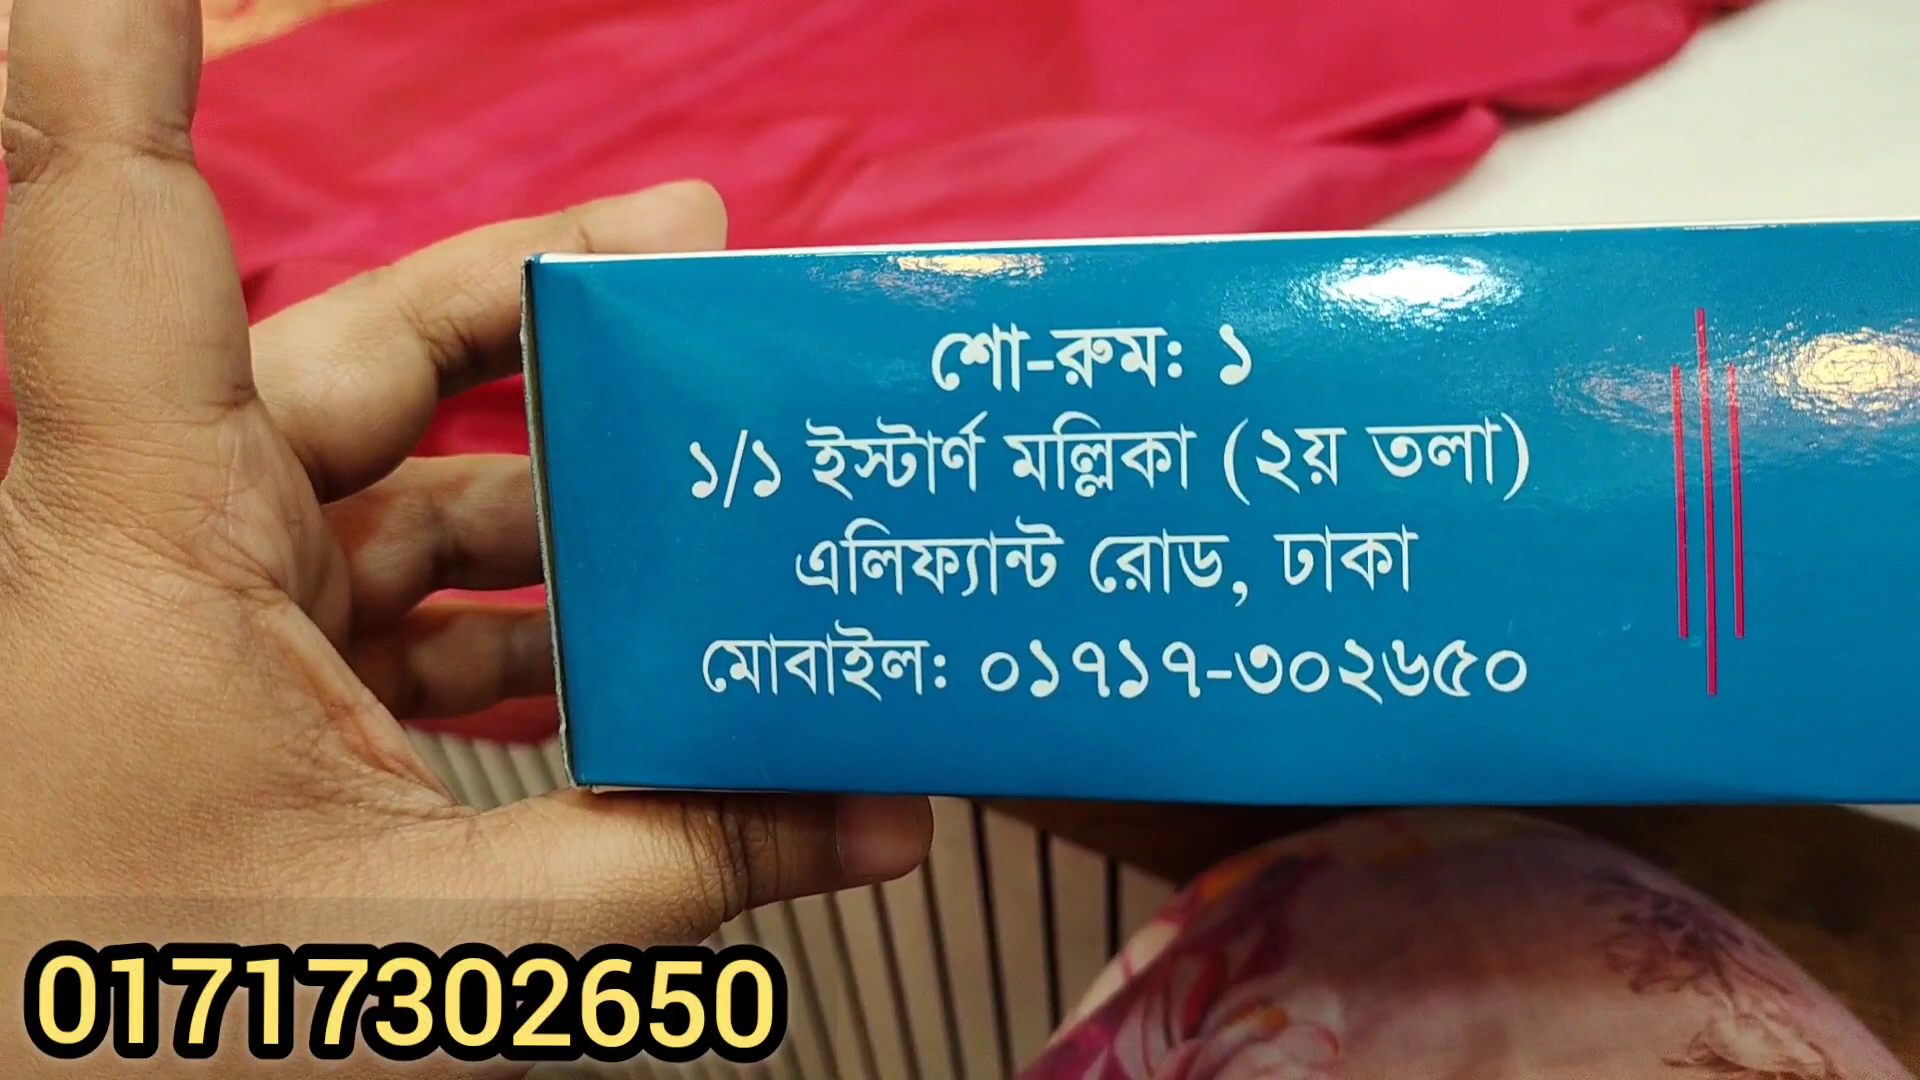 শো-রুম: ১
১/১ ইস্টার্ণ মল্লিকা (২য় তলা)
এলিফ্যান্ট রোড, ঢাকা
মোবাইল: ০১৭১৭-৩০২৬৫০
01717302650